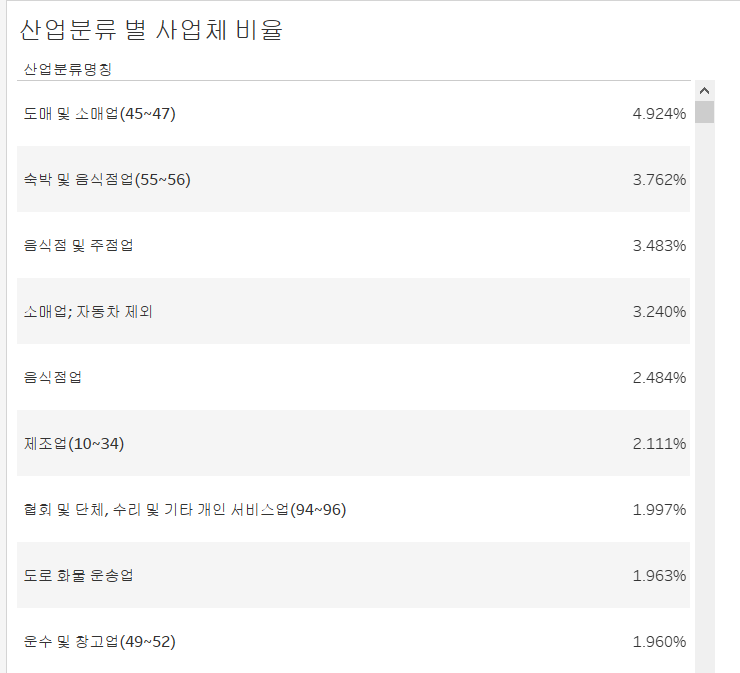 산업분류 별 사업체 비율
산업분류명칭
도매 및 소매업(45~47) 4.924%
숙박 및 음식점업(55~56) 3.762%
음식점 및 주점업 3.483%
소매업; 자동차 제외 3.240%
음식점업 2.484%
제조업(10~34) 2.111%
협회 및 단체, 수리 및 기타 개인 서비스업(94~96) 1.997%
도로 화물 운송업 1.963%
운수 및 창고업(49~52) 1.960%